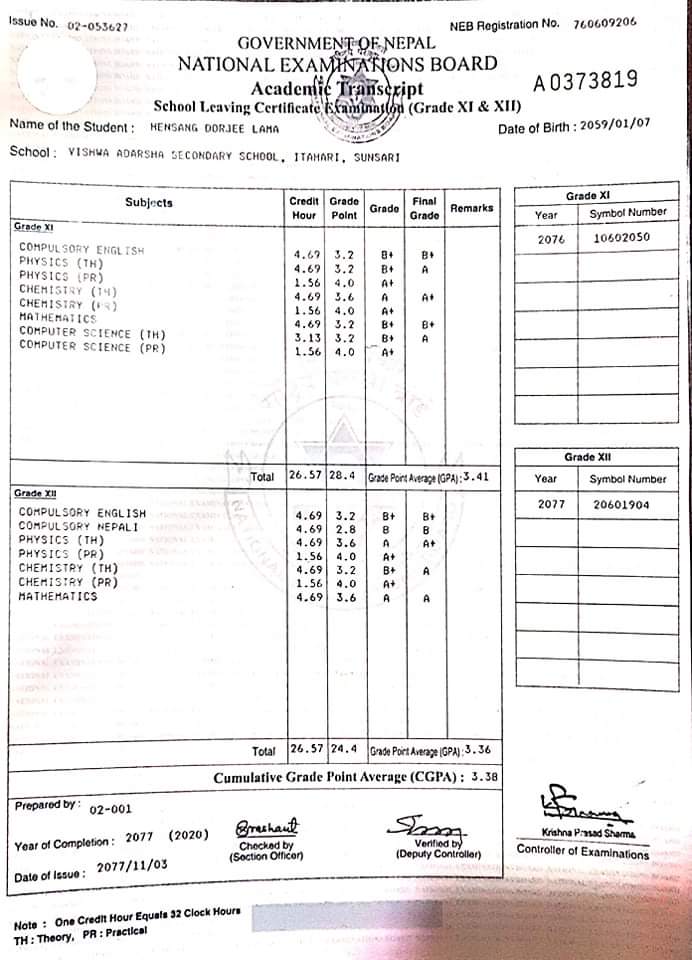 Issue No. 02-053627
NEB Registration No. 760609206
GOVERNMENT OF NEPAL
NATIONAL EXAMINATIONS BOARD
Academic Transcript
A0373819
School Leaving Certificate Examination (Grade XI & XII)
Name of the Student : HENSANG DORJEE LAMA
Date of Birth : 2059/01/07
School : VISHWA ADARSHA SECONDARY SCHOOL, ITAHARI, SUNSARI
Subjects Credit Hour Grade Point Grade Final Grade Remarks
Grade XI
COMPULSORY ENGLISH 4.69 3.2 B+ B+
PHYSICS (TH) 4.69 3.2 B+ A
PHYSICS (PR) 1.56 4.0 A+
CHEMISTRY (TH) 4.69 3.6 A A+
CHEMISTRY (PR) 1.56 4.0 A+
MATHEMATICS 4.69 3.2 B+ B+
COMPUTER SCIENCE (TH) 3.13 3.2 B+ A
COMPUTER SCIENCE (PR) 1.56 4.0 A+
Total 26.57 28.4 Grade Point Average (GPA) : 3.41
Grade XII
COMPULSORY ENGLISH 4.69 3.2 B+ B+
COMPULSORY NEPALI 4.69 2.8 B B
PHYSICS (TH) 4.69 3.6 A A+
PHYSICS (PR) 1.56 4.0 A+
CHEMISTRY (TH) 4.69 3.2 B+ A
CHEMISTRY (PR) 1.56 4.0 A+
MATHEMATICS 4.69 3.6 A A
Total 26.57 24.4 Grade Point Average (GPA) : 3.36
Cumulative Grade Point Average (CGPA) : 3.38
Grade XI
Year Symbol Number
2076 10602050
Grade XII
Year Symbol Number
2077 20601904
Prepared by : 02-001
Year of Completion : 2077 (2020)
Date of Issue : 2077/11/03
Prashant
Checked by
(Section Officer)
Verified by
(Deputy Controller)
Krishna Prasad Sharma
Controller of Examinations
Note : One Credit Hour Equals 32 Clock Hours
TH : Theory, PR : Practical